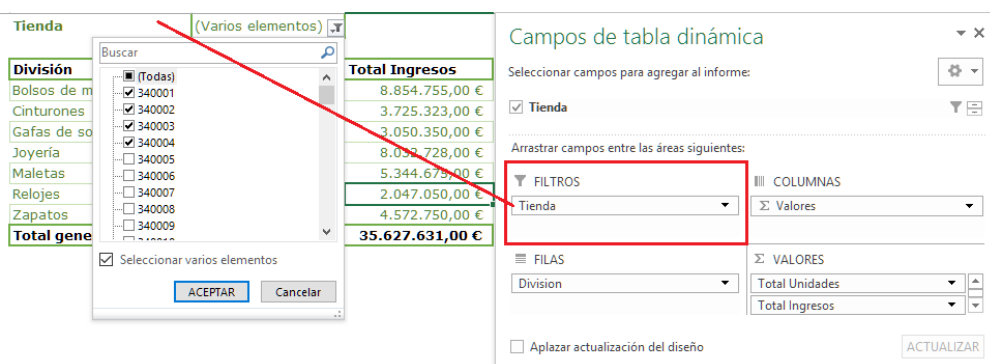 Tienda (Varios elementos)
Buscar
(Todas)
340001
340002
340003
340004
340005
340006
340007
340008
340009
Seleccionar varios elementos
ACEPTAR Cancelar
División Total Ingresos
Bolsos de m 8.854.755,00 €
Cinturones 3.725.323,00 €
Gafas de so 3.050.350,00 €
Joyería 8.032.728,00 €
Maletas 5.344.675,00 €
Relojes 2.047.050,00 €
Zapatos 4.572.750,00 €
Total gene 35.627.631,00 €
Campos de tabla dinámica
Seleccionar campos para agregar al informe:
Tienda
Arrastrar campos entre las áreas siguientes:
FILTROS
Tienda
COLUMNAS
Σ Valores
FILAS
Division
Σ VALORES
Total Unidades
Total Ingresos
Aplazar actualización del diseño ACTUALIZAR